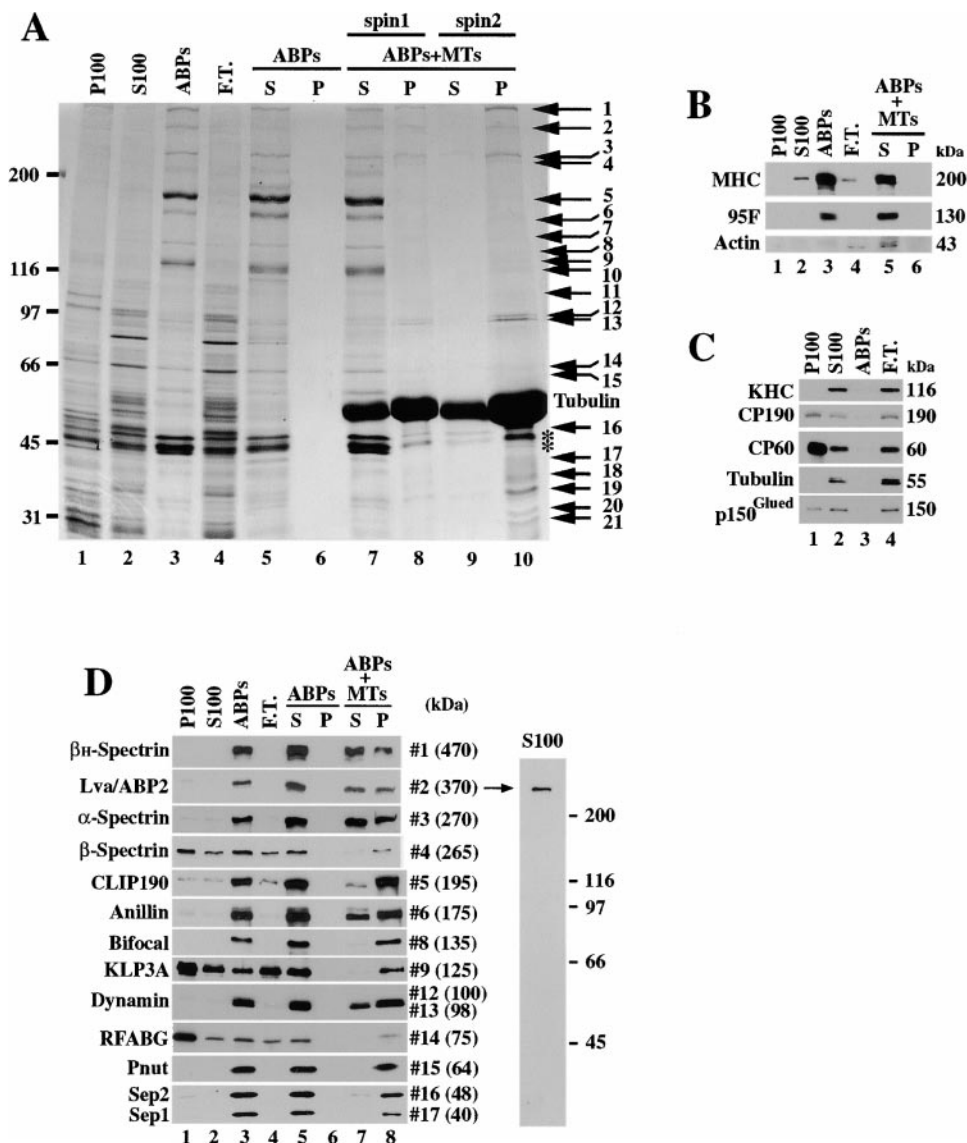 A
P100
S100
ABPs
F.T.
spin1
spin2
ABPs
ABPs+MTs
S
P
S
P
S
P
200
116
97
66
45
31
1
2
3
4
5
6
7
8
9
10
11
12
13
14
15
Tubulin
16
***
17
18
19
20
21
1 2 3 4 5 6 7 8 9 10
B
P100
S100
ABPs
F.T.
ABPs
+
MTs
S
P
kDa
MHC 200
95F 130
Actin 43
1 2 3 4 5 6
C
P100
S100
ABPs
F.T.
kDa
KHC 116
CP190 190
CP60 60
Tubulin 55
p150Glued 150
1 2 3 4
D
P100
S100
ABPs
F.T.
ABPs
S
P
ABPs
+
MTs
S
P
(kDa)
βH-Spectrin #1 (470)
Lva/ABP2 #2 (370)
α-Spectrin #3 (270)
β-Spectrin #4 (265)
CLIP190 #5 (195)
Anillin #6 (175)
Bifocal #8 (135)
KLP3A #9 (125)
Dynamin #12 (100)
#13 (98)
RFABG #14 (75)
Pnut #15 (64)
Sep2 #16 (48)
Sep1 #17 (40)
1 2 3 4 5 6 7 8
S100
200
116
97
66
45